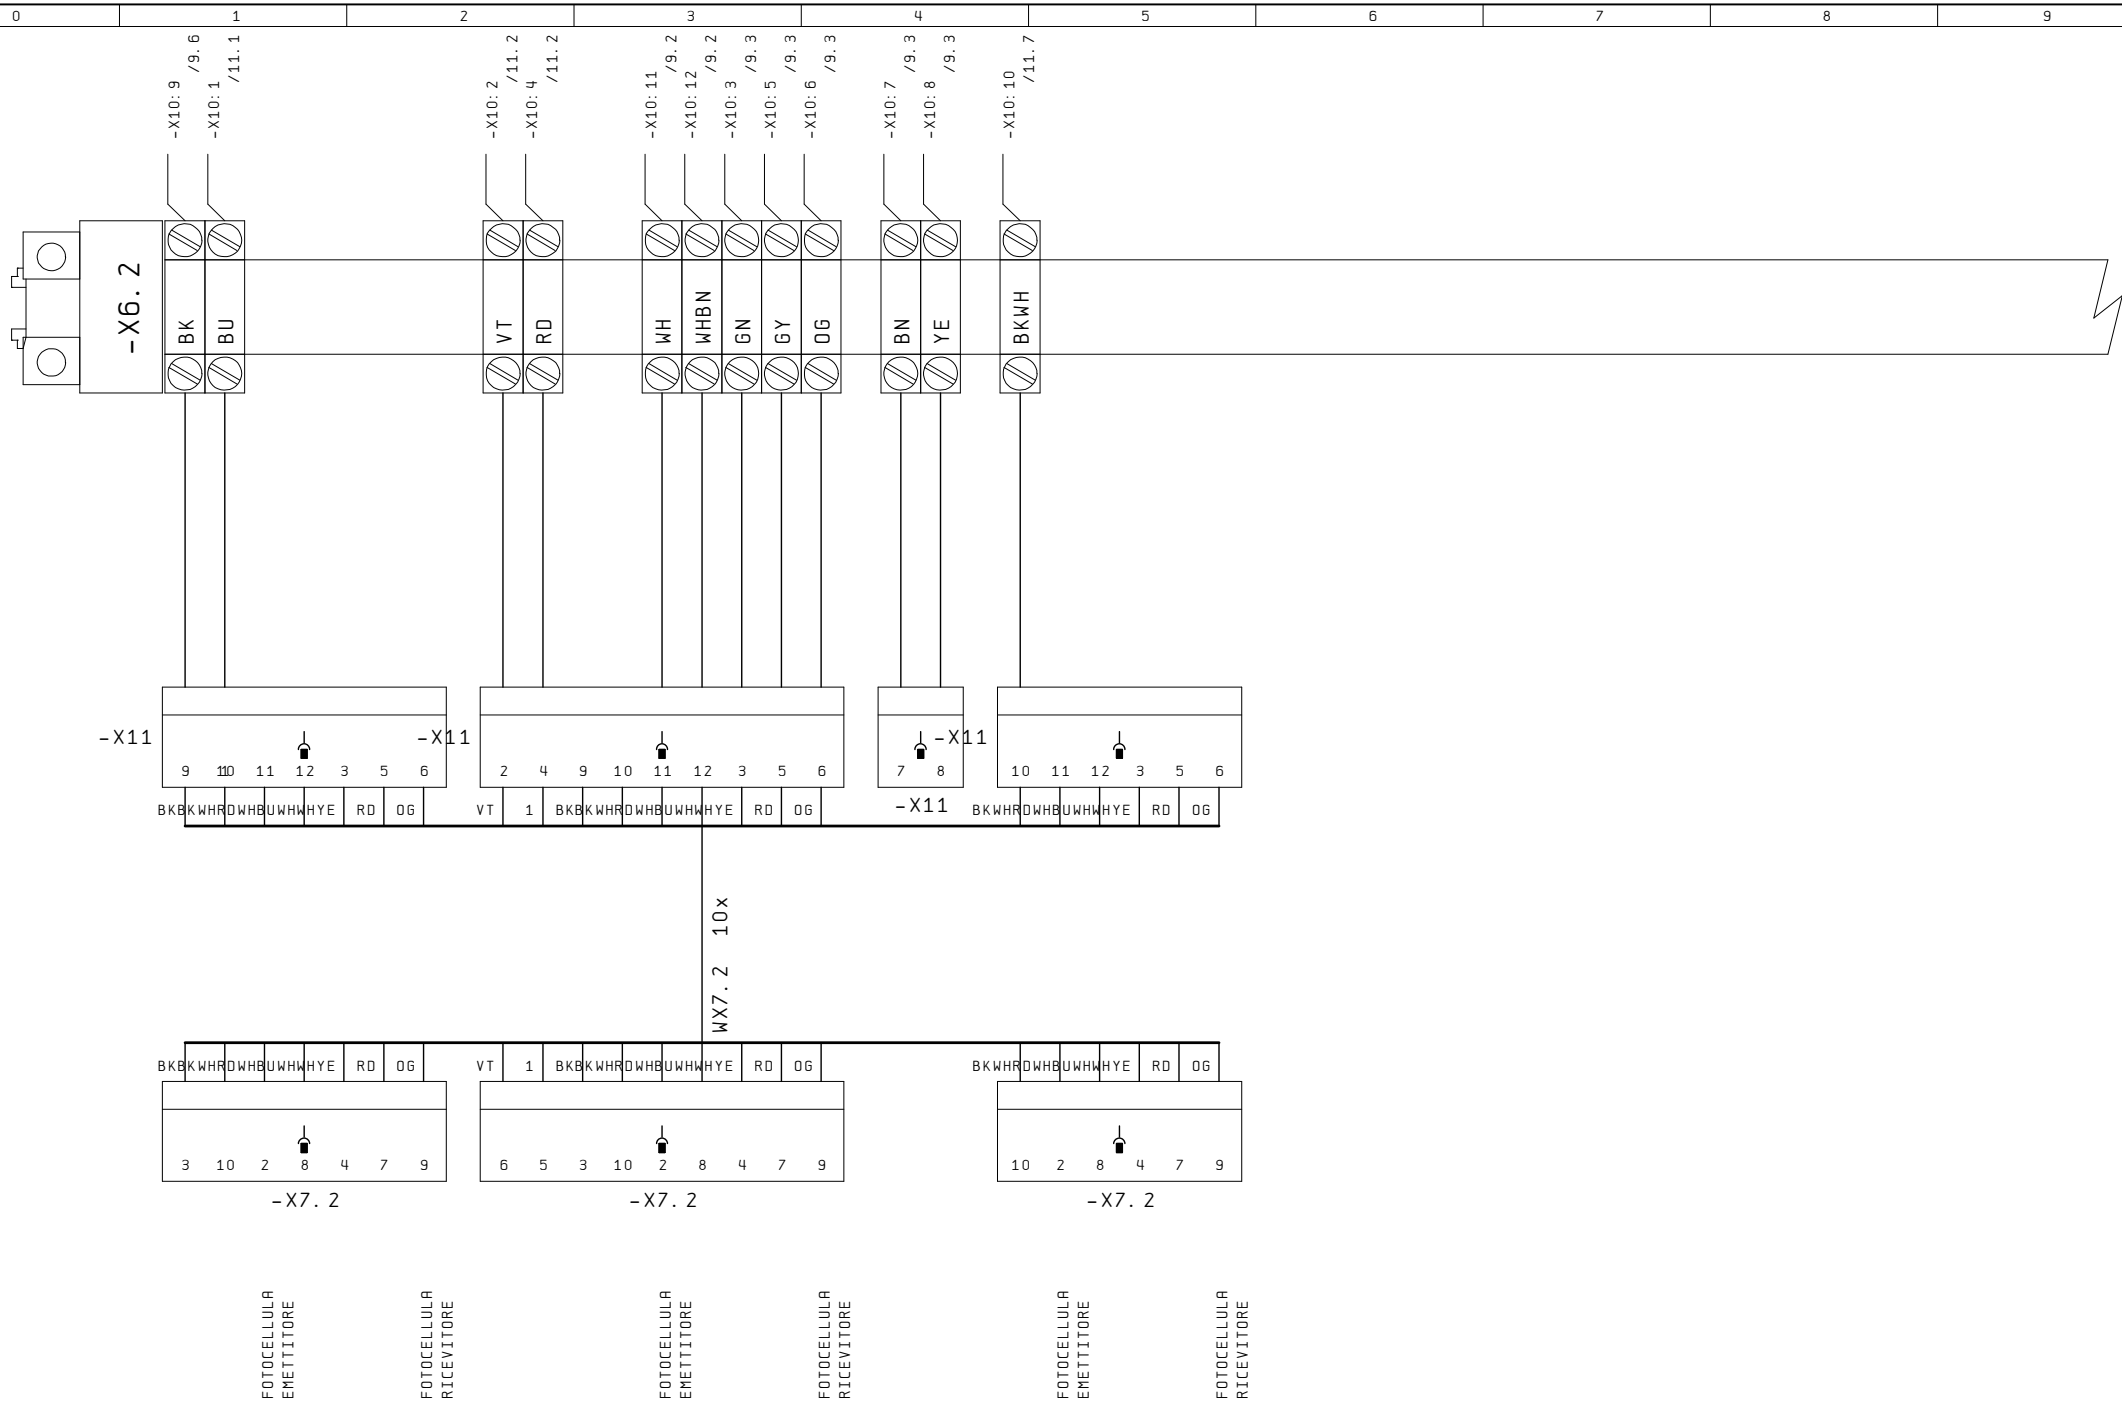 0 1 2 3 4 5 6 7 8 9
-X10:9 /9.6
-X10:1 /11.1
-X10:2 /11.2
-X10:4 /11.2
-X10:11 /9.2
-X10:12 /9.2
-X10:3 /9.3
-X10:5 /9.3
-X10:6 /9.3
-X10:7 /9.3
-X10:8 /9.3
-X10:10 /11.7
-X6.2
BK
BU
VT
RD
WH
WHBN
GN
GY
OG
BN
YE
BKWH
-X11 -X11 -X11
9 10 11 12 3 5 6
2 4 9 10 11 12 3 5 6
7 8
10 11 12 3 5 6
-X11
BKBKWHRDWHBUWHWHYE RD OG
VT 1 BKBKWHRDWHBUWHWHYE RD OG
BKWHRDWHBUWHWHYE RD OG
WX7.2 10x
BKBKWHRDWHBUWHWHYE RD OG
VT 1 BKBKWHRDWHBUWHWHYE RD OG
BKWHRDWHBUWHWHYE RD OG
3 10 2 8 4 7 9
6 5 3 10 2 8 4 7 9
10 2 8 4 7 9
-X7.2 -X7.2 -X7.2
FOTOCELLULA
EMETTITORE
FOTOCELLULA
RICEVITORE
FOTOCELLULA
EMETTITORE
FOTOCELLULA
RICEVITORE
FOTOCELLULA
EMETTITORE
FOTOCELLULA
RICEVITORE